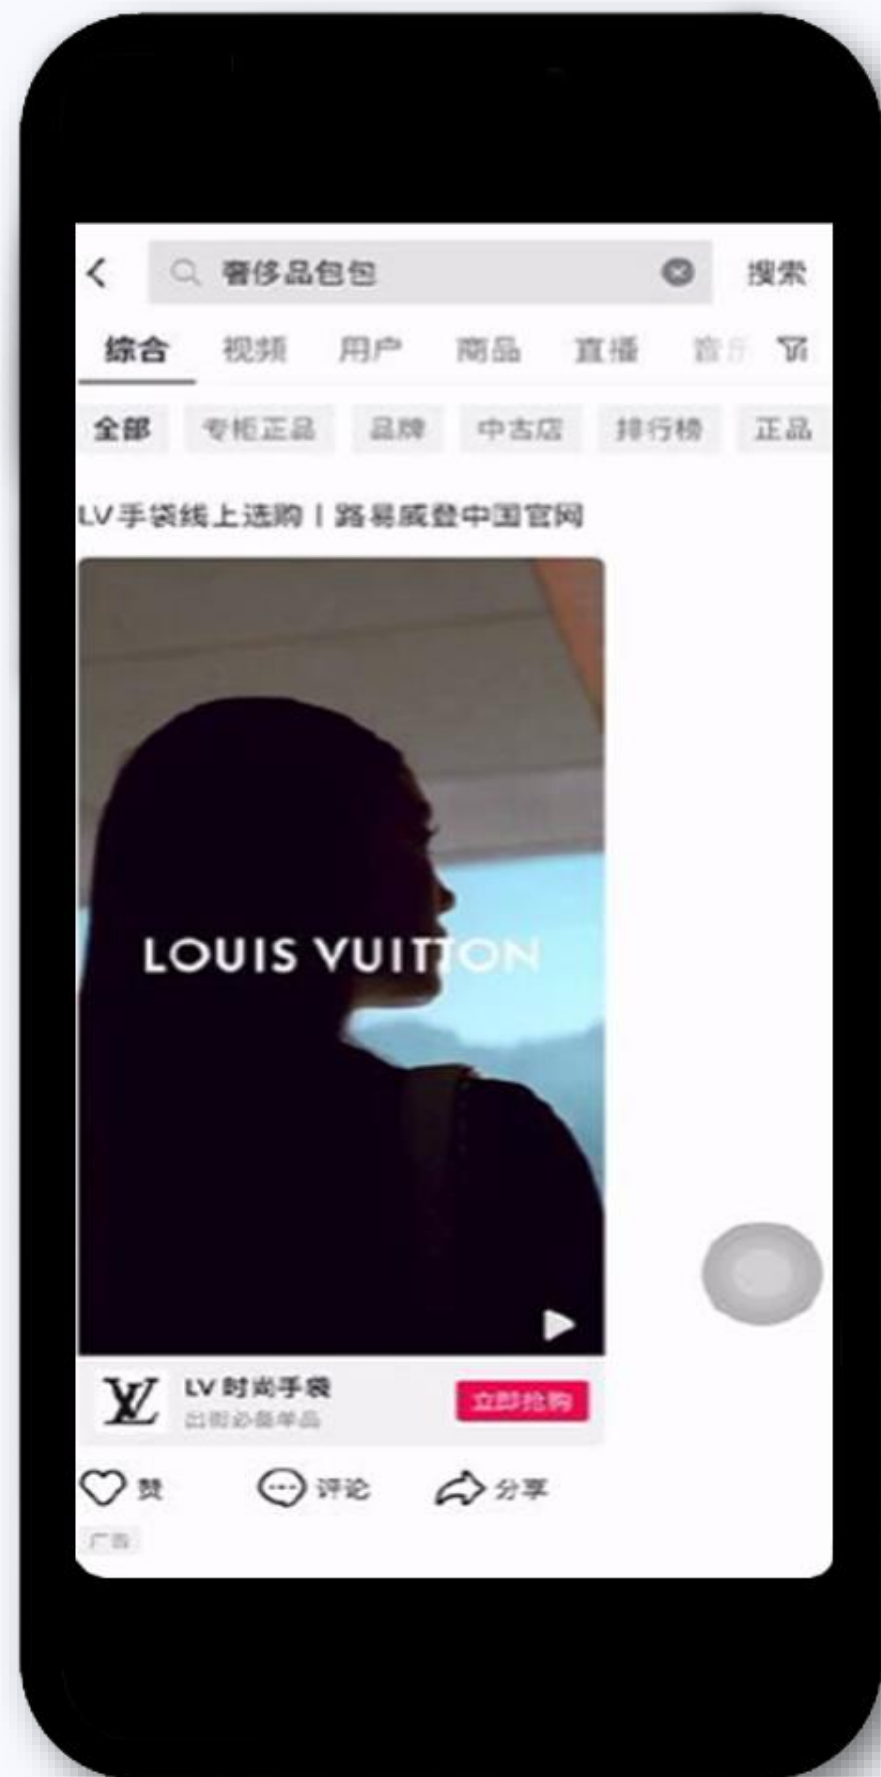 奢侈品包包 搜索
综合 视频 用户 商品 直播 音乐
全部 专柜正品 品牌 中古店 排行榜 正品
LV手袋线上选购丨路易威登中国官网
LOUIS VUITTON
LV 时尚手袋
出街必备单品
立即抢购
赞 评论 分享
广告